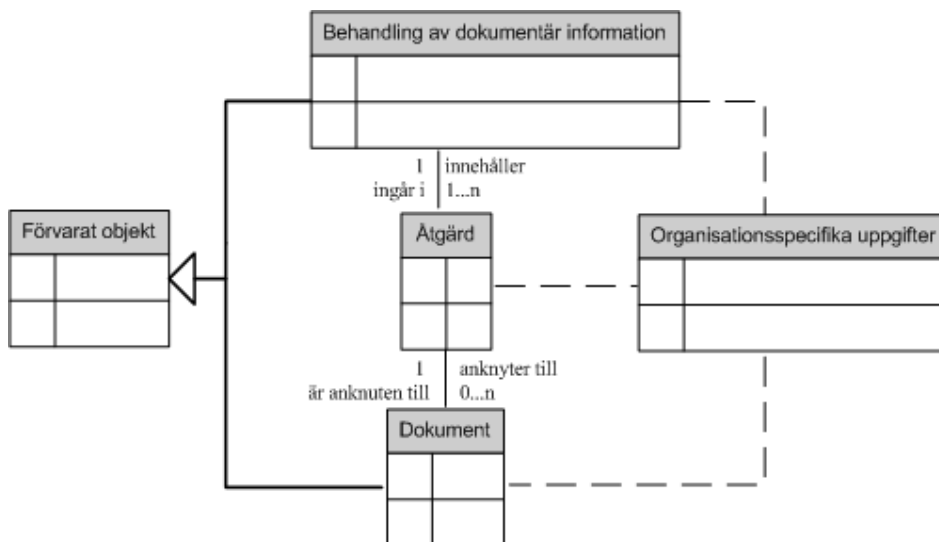 Behandling av dokumentär information
1 innehåller
ingår i 1...n
Förvarat objekt
Åtgärd
Organisationsspecifika uppgifter
1 anknyter till
är anknuten till 0...n
Dokument